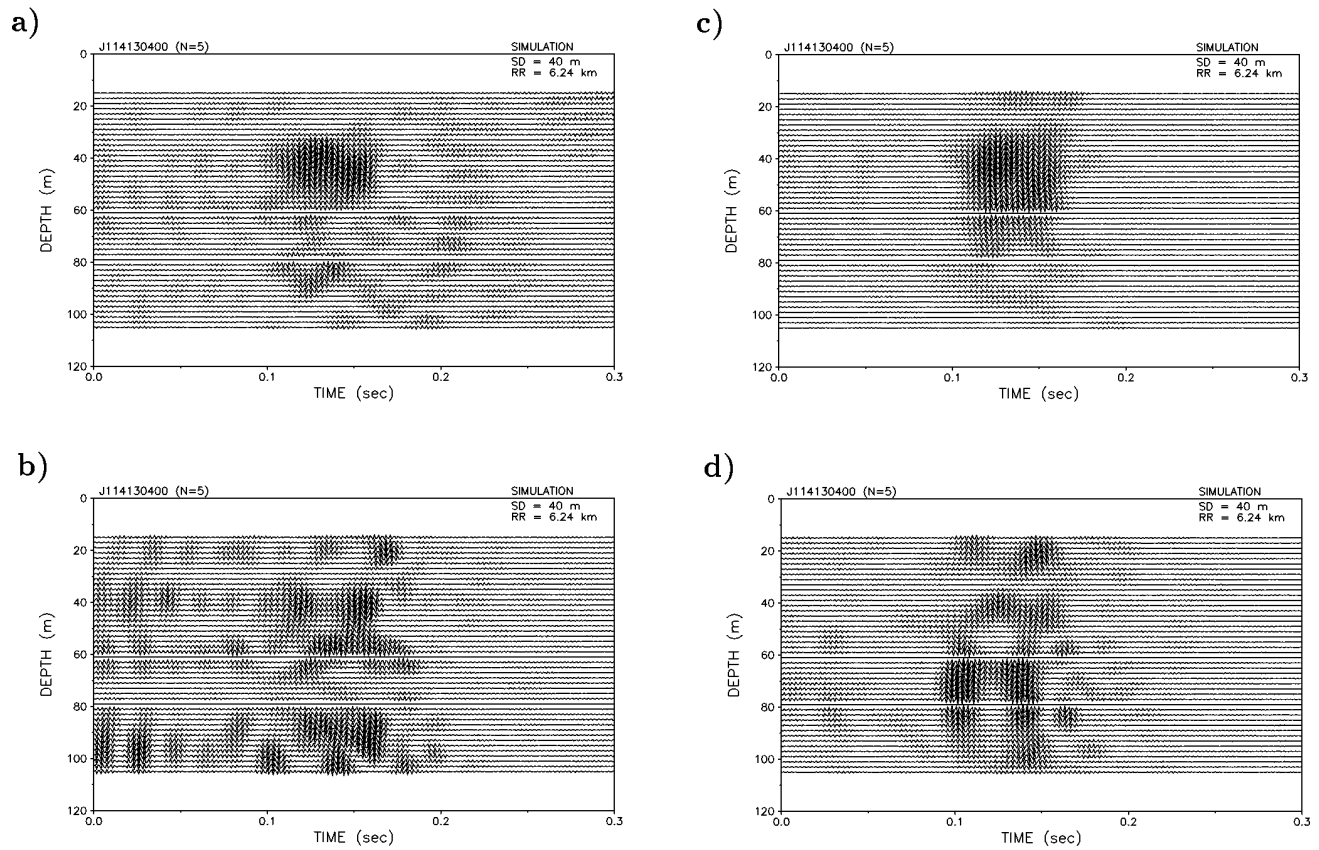 a)
J114130400 (N=5)
SIMULATION
SD = 40 m
RR = 6.24 km
0
20
40
60
80
100
120
DEPTH (m)
0.0
0.1
0.2
0.3
TIME (sec)
c)
J114130400 (N=5)
SIMULATION
SD = 40 m
RR = 6.24 km
0
20
40
60
80
100
120
DEPTH (m)
0.0
0.1
0.2
0.3
TIME (sec)
b)
J114130400 (N=5)
SIMULATION
SD = 40 m
RR = 6.24 km
0
20
40
60
80
100
120
DEPTH (m)
0.0
0.1
0.2
0.3
TIME (sec)
d)
J114130400 (N=5)
SIMULATION
SD = 40 m
RR = 6.24 km
0
20
40
60
80
100
120
DEPTH (m)
0.0
0.1
0.2
0.3
TIME (sec)